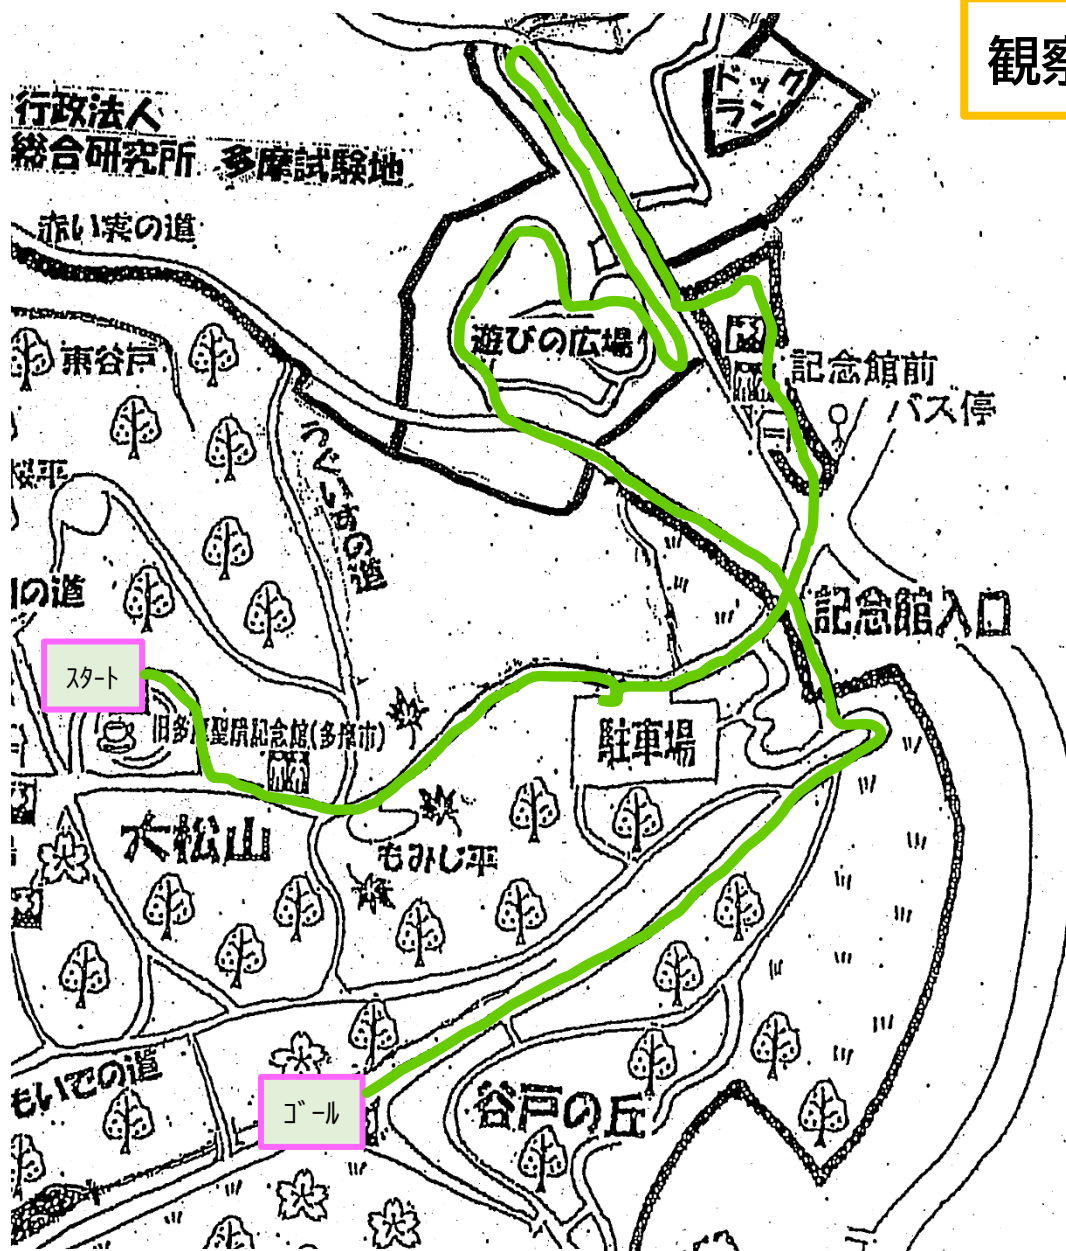 観察
ドッグ
ラン
行政法人
総合研究所 多摩試験地
赤い実の道
遊びの広場
東谷戸
記念館前
バス停
うぐいすの道
桜平
の道
記念館入口
スタート
旧多摩聖蹟記念館(多摩市)
駐車場
大松山
もみじ平
もいでの道
ゴール
谷戸の丘